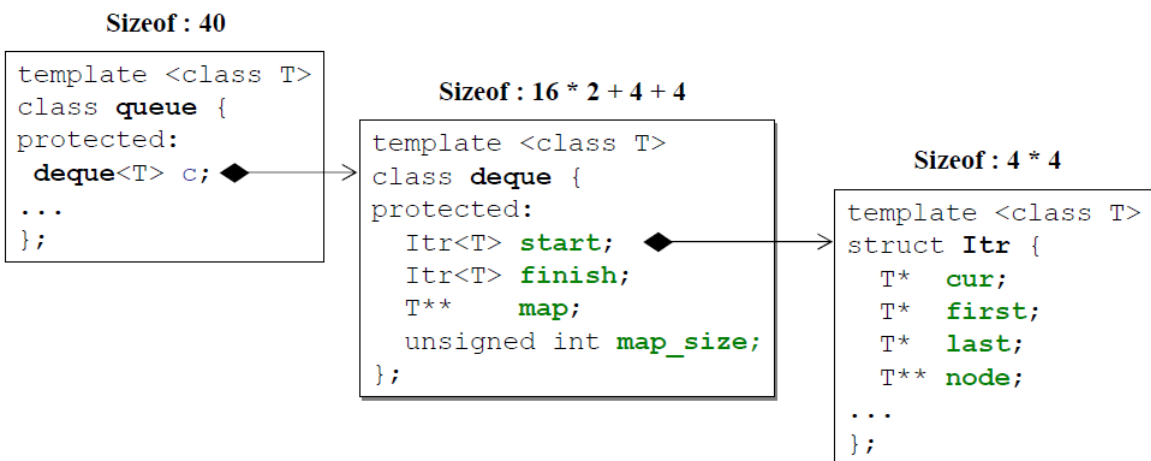 Sizeof : 40
template <class T>
class queue {
protected:
deque<T> c;
...
};
Sizeof : 16 * 2 + 4 + 4
template <class T>
class deque {
protected:
Itr<T> start;
Itr<T> finish;
T** map;
unsigned int map_size;
};
Sizeof : 4 * 4
template <class T>
struct Itr {
T* cur;
T* first;
T* last;
T** node;
...
};